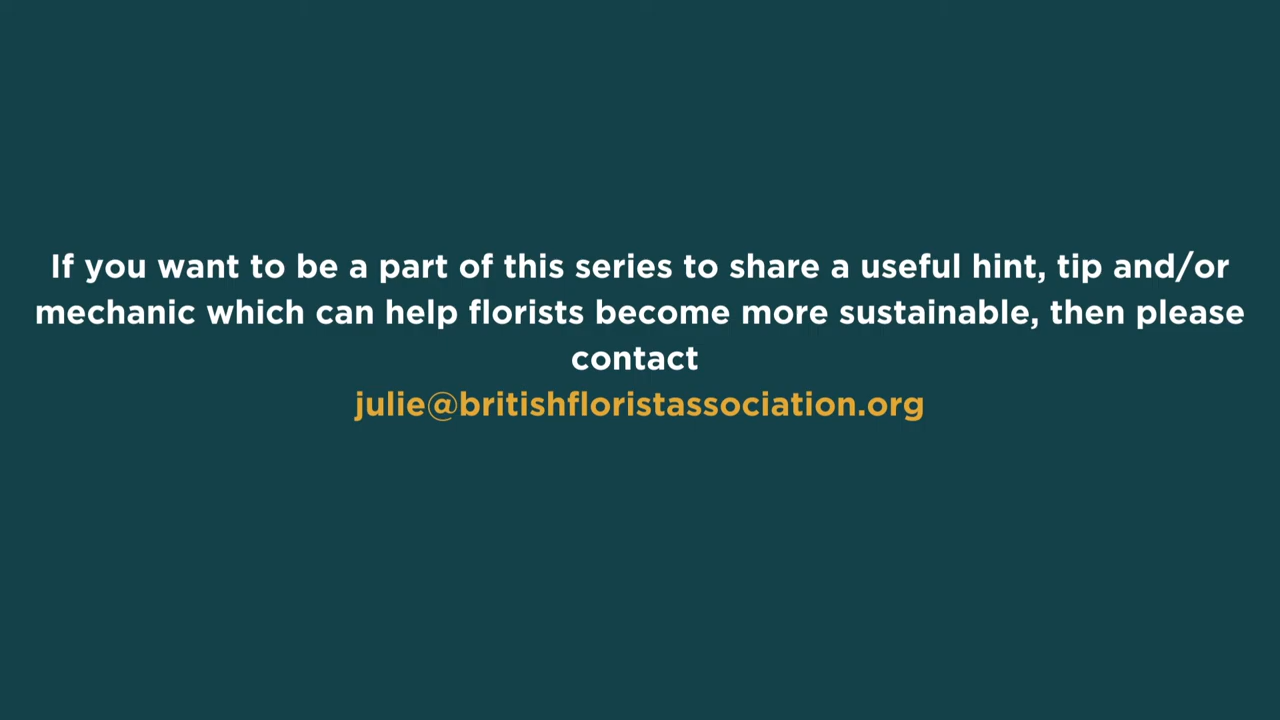 If you want to be a part of this series to share a useful hint, tip and/or
mechanic which can help florists become more sustainable, then please
contact
julie@britishfloristassociation.org